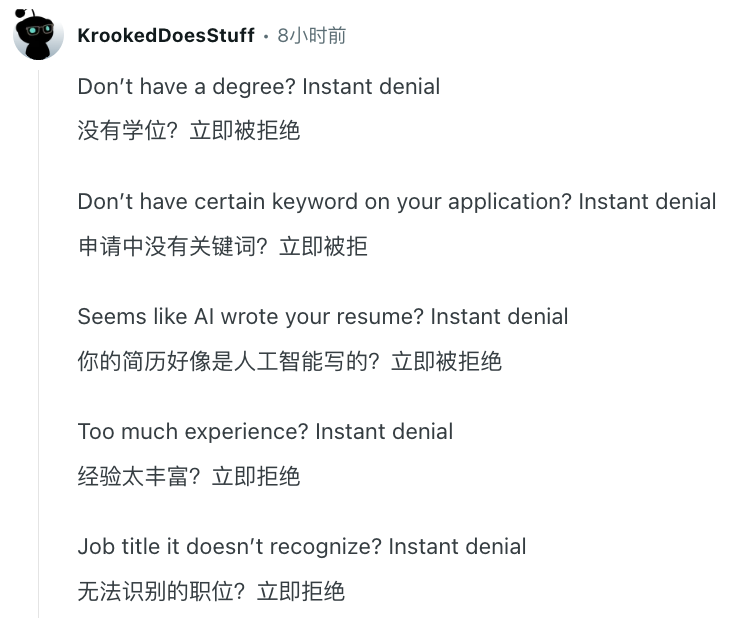 KrookedDoesStuff • 8小时前
Don’t have a degree? Instant denial
没有学位？立即被拒绝
Don’t have certain keyword on your application? Instant denial
申请中没有关键词？立即被拒
Seems like AI wrote your resume? Instant denial
你的简历好像是人工智能写的？立即被拒绝
Too much experience? Instant denial
经验太丰富？立即拒绝
Job title it doesn’t recognize? Instant denial
无法识别的职位？立即拒绝